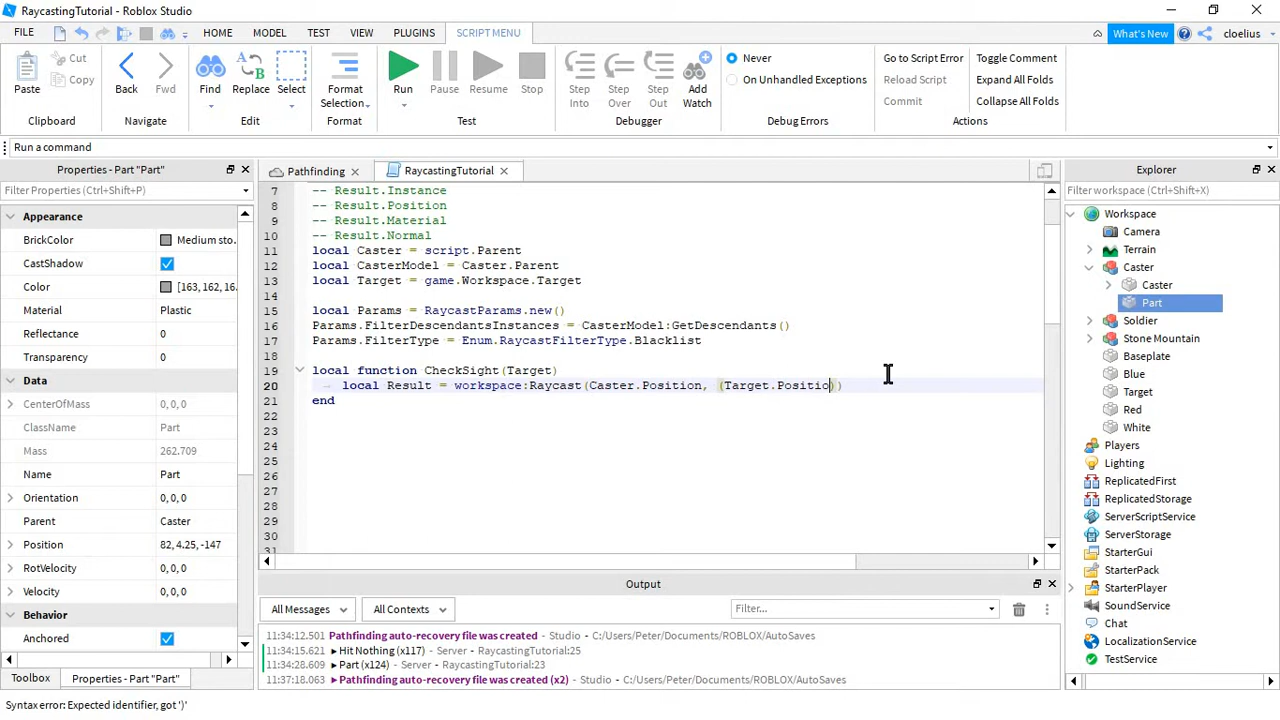 RaycastingTutorial - Roblox Studio
FILE HOME MODEL TEST VIEW PLUGINS SCRIPT MENU What's New cloelius
Paste Cut Copy Back Fwd Find Replace Select Format Selection Run Pause Resume Stop Step Into Step Over Step Out Add Watch Never On Unhandled Exceptions Go to Script Error Reload Script Commit Toggle Comment Expand All Folds Collapse All Folds
Clipboard Navigate Edit Format Test Debugger Debug Errors Actions
Run a command
Properties - Part "Part"
Filter Properties (Ctrl+Shift+P)
Appearance
BrickColor Medium sto...
CastShadow
Color [163, 162, 16...
Material Plastic
Reflectance 0
Transparency 0
Data
CenterOfMass 0, 0, 0
ClassName Part
Mass 262.709
Name Part
Orientation 0, 0, 0
Parent Caster
Position 82, 4.25, -147
RotVelocity 0, 0, 0
Velocity 0, 0, 0
Behavior
Anchored
Toolbox Properties - Part "Part"
Pathfinding RaycastingTutorial
7 -- Result.Instance
8 -- Result.Position
9 -- Result.Material
10 -- Result.Normal
11 local Caster = script.Parent
12 local CasterModel = Caster.Parent
13 local Target = game.Workspace.Target
14
15 local Params = RaycastParams.new()
16 Params.FilterDescendantsInstances = CasterModel:GetDescendants()
17 Params.FilterType = Enum.RaycastFilterType.Blacklist
18
19 local function CheckSight(Target)
20 local Result = workspace:Raycast(Caster.Position, (Target.Positio))
21 end
22
23
24
25
26
27
28
29
30
31
Output
All Messages All Contexts Filter...
11:34:12.501 Pathfinding auto-recovery file was created - Studio - C:/Users/Peter/Documents/ROBLOX/AutoSaves
11:34:15.621 Hit Nothing (x117) - Server - RaycastingTutorial:25
11:34:28.609 Part (x124) - Server - RaycastingTutorial:23
11:37:18.063 Pathfinding auto-recovery file was created (x2) - Studio - C:/Users/Peter/Documents/ROBLOX/AutoSaves
Explorer
Filter workspace (Ctrl+Shift+X)
Workspace
Camera
Terrain
Caster
Caster
Part
Soldier
Stone Mountain
Baseplate
Blue
Target
Red
White
Players
Lighting
ReplicatedFirst
ReplicatedStorage
ServerScriptService
ServerStorage
StarterGui
StarterPack
StarterPlayer
SoundService
Chat
LocalizationService
TestService
Syntax error: Expected identifier, got ')'